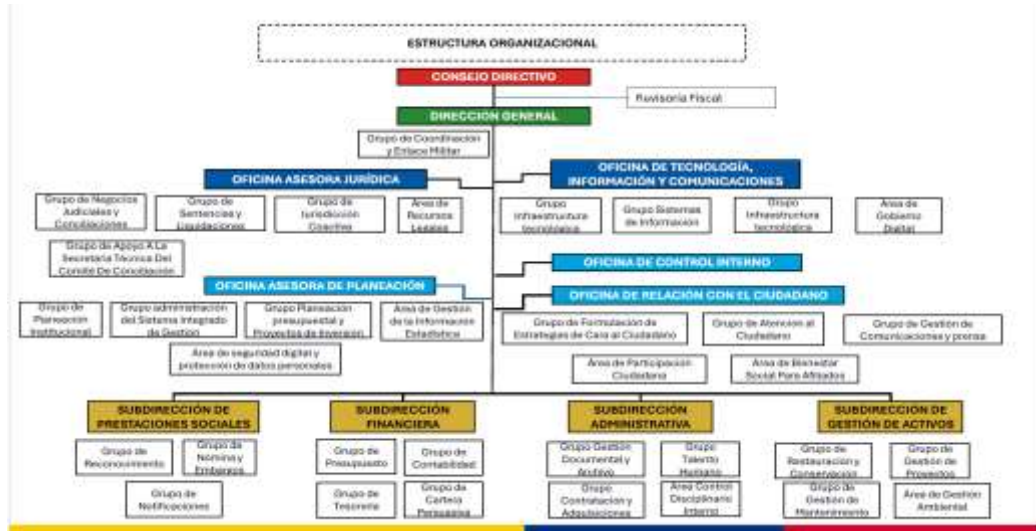 ESTRUCTURA ORGANIZACIONAL
CONSEJO DIRECTIVO
Revisoría Fiscal
DIRECCIÓN GENERAL
Grupo de Coordinación
y Enlace Militar
OFICINA ASESORA JURÍDICA
OFICINA DE TECNOLOGÍA,
INFORMACIÓN Y COMUNICACIONES
Grupo de Negocios
Judiciales y
Conciliaciones
Grupo de
Sentencias y
Liquidaciones
Grupo de
Jurisdicción
Coactiva
Área de
Recursos
Legales
Grupo
Infraestructura
tecnológica
Grupo Sistemas
de Información
Grupo
Infraestructura
tecnológica
Área de
Gobierno
Digital
Grupo de Apoyo A La
Secretaría Técnica Del
Comité De Conciliación
OFICINA DE CONTROL INTERNO
OFICINA ASESORA DE PLANEACIÓN
OFICINA DE RELACIÓN CON EL CIUDADANO
Grupo de
Planeación
Institucional
Grupo administración
del Sistema Integrado
de Gestión
Grupo Planeación
presupuestal y
Proyectos de Inversión
Área de Gestión
de la Información
Estadística
Grupo de Formulación de
Estrategias de Cara al Ciudadano
Grupo de Atención al
Ciudadano
Grupo de Gestión de
Comunicaciones y prensa
Área de seguridad digital y
protección de datos personales
Área de Participación
Ciudadana
Área de Bienestar
Social Para Afiliados
SUBDIRECCIÓN DE
PRESTACIONES SOCIALES
SUBDIRECCIÓN
FINANCIERA
SUBDIRECCIÓN
ADMINISTRATIVA
SUBDIRECCIÓN DE
GESTIÓN DE ACTIVOS
Grupo de
Reconocimiento
Grupo de
Nómina y
Embargos
Grupo de
Presupuesto
Grupo de
Contabilidad
Grupo Gestión
Documental y
Archivo
Grupo
Talento
Humano
Grupo de
Restauración y
Conservación
Grupo de
Gestión de
Proyectos
Grupo de
Notificaciones
Grupo de
Tesorería
Grupo de
Cartera
Persuasiva
Grupo
Contratación y
Adquisiciones
Área Control
Disciplinario
Interno
Grupo de
Gestión de
Mantenimiento
Área de Gestión
Ambiental